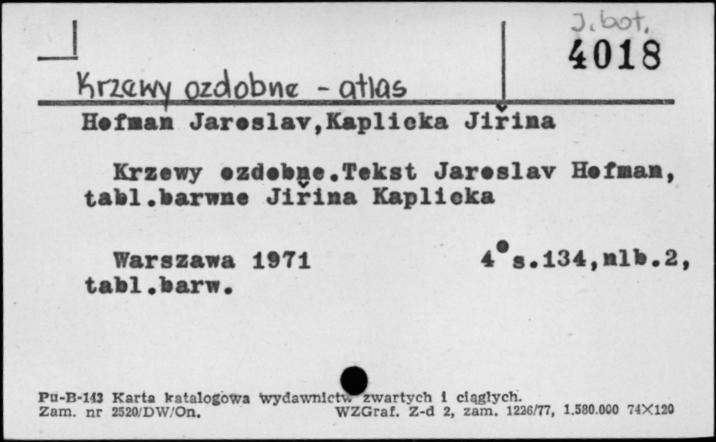 J. bot.
4018
Krzewy ozdobne - atlas
Hofman Jaroslav,Kaplicka Jiřina
Krzewy ozdobne.Tekst Jaroslav Hofman,
tabl.barwne Jiřina Kaplicka
Warszawa 1971 4° s.134,nlb.2,
tabl.barw.
Pu-B-143 Karta katalogowa wydawnictw zwartych i ciągłych.
Zam. nr 2520/DW/On. WZGraf. Z-d 2, zam. 1226/77, 1.580.000 74X120